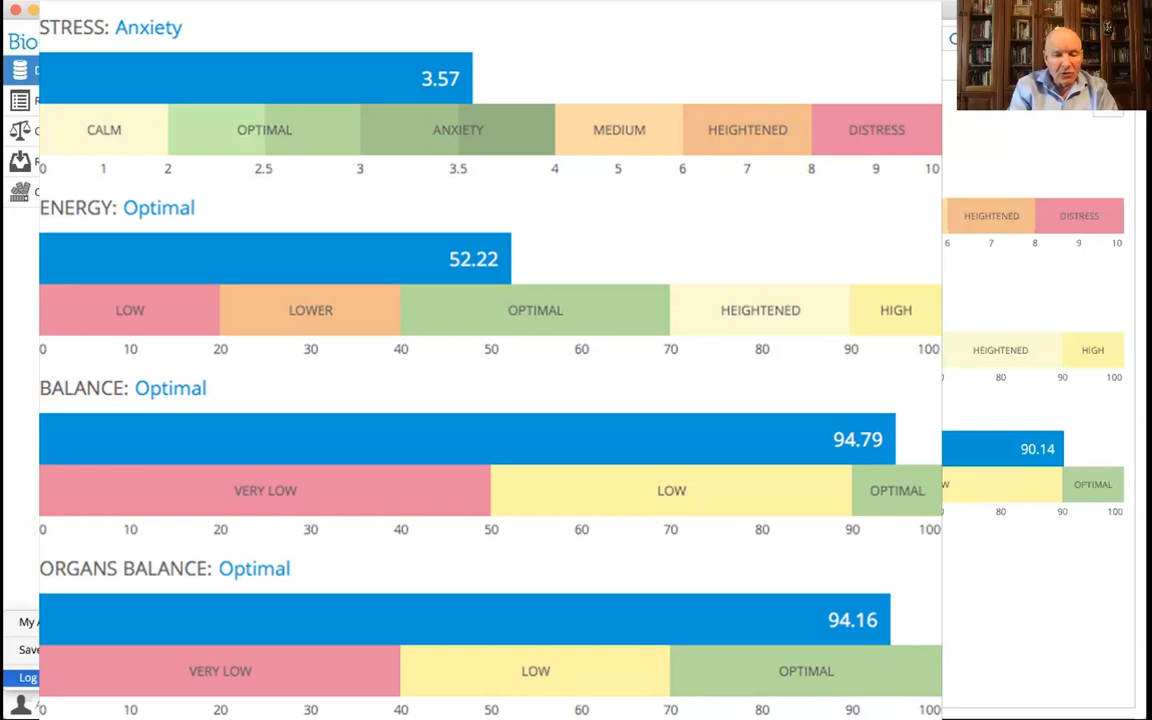 STRESS: Anxiety
3.57
CALM OPTIMAL ANXIETY MEDIUM HEIGHTENED DISTRESS
0 1 2 2.5 3 3.5 4 5 6 7 8 9 10
ENERGY: Optimal
52.22
LOW LOWER OPTIMAL HEIGHTENED HIGH
0 10 20 30 40 50 60 70 80 90 100
BALANCE: Optimal
94.79
VERY LOW LOW OPTIMAL
0 10 20 30 40 50 60 70 80 90 100
ORGANS BALANCE: Optimal
94.16
VERY LOW LOW OPTIMAL
0 10 20 30 40 50 60 70 80 90 100
Bio
My
Save
Log
HEIGHTENED DISTRESS
6 7 8 9 10
HEIGHTENED HIGH
80 90 100
90.14
OPTIMAL
80 90 100